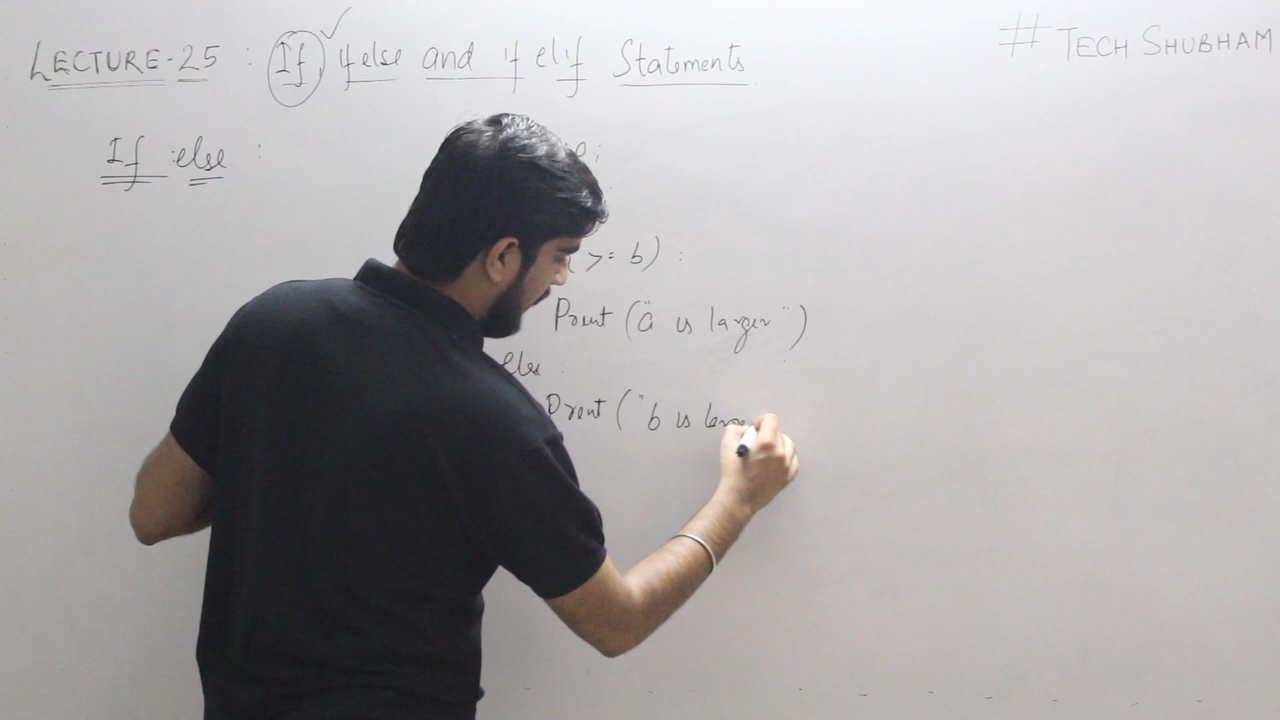 LECTURE-25 : If if else and if elif Statements
# TECH SHUBHAM
If else :
>= b) :
Print ("a is larger")
else :
Print ("b is large